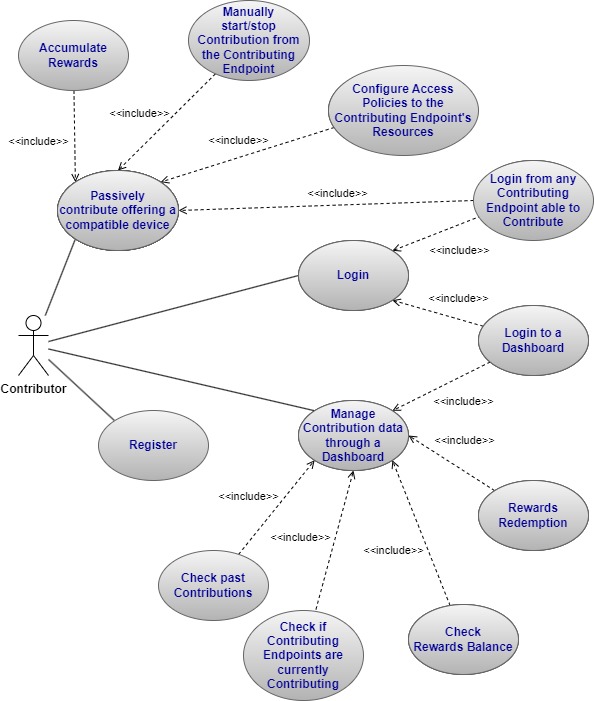 Accumulate
Rewards
Manually
start/stop
Contribution from
the Contributing
Endpoint
Configure Access
Policies to the
Contributing Endpoint's
Resources
<<include>>
<<include>>
<<include>>
Passively
contribute offering a
compatible device
<<include>>
Login from any
Contributing
Endpoint able to
Contribute
<<include>>
Login
<<include>>
Login to a
Dashboard
Contributor
<<include>>
Manage
Contribution data
through a
Dashboard
Register
<<include>>
Rewards
Redemption
<<include>>
<<include>>
<<include>>
Check past
Contributions
Check if
Contributing
Endpoints are
currently
Contributing
Check
Rewards Balance